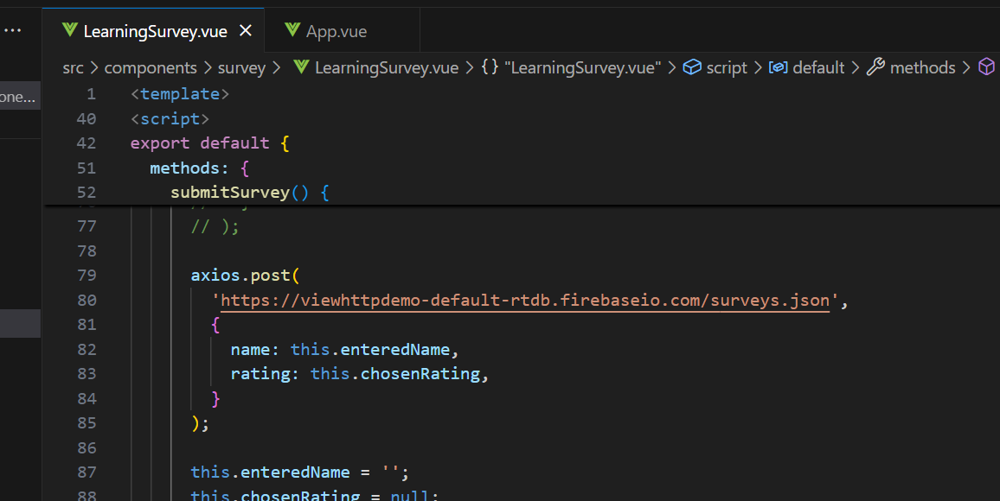 ... LearningSurvey.vue × App.vue
src > components > survey > LearningSurvey.vue > {} "LearningSurvey.vue" > script > default > methods >
one...
1 <template>
40 <script>
42 export default {
51 methods: {
52 submitSurvey() {
77 // );
78
79 axios.post(
80 'https://viewhttpdemo-default-rtdb.firebaseio.com/surveys.json',
81 {
82 name: this.enteredName,
83 rating: this.chosenRating,
84 }
85 );
86
87 this.enteredName = '';
88 this.chosenRating = null;